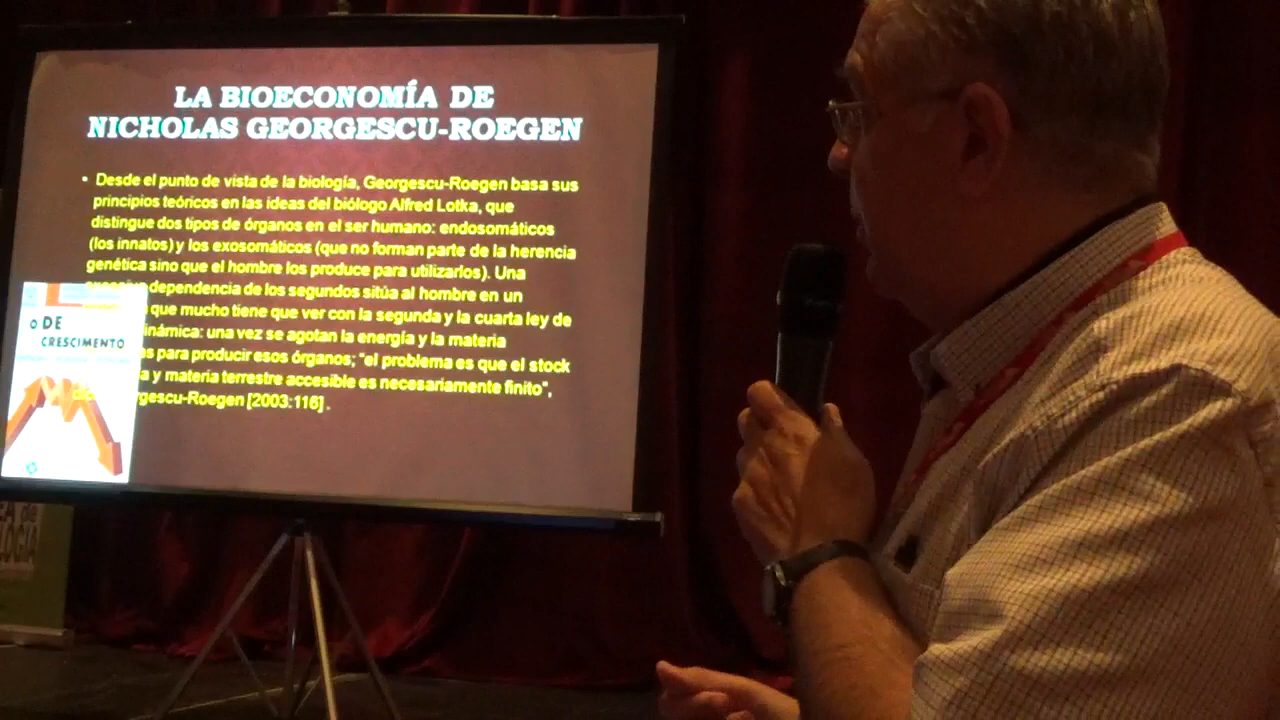 LA BIOECONOMÍA DE
NICHOLAS GEORGESCU-ROEGEN
• Desde el punto de vista de la biología, Georgescu-Roegen basa sus
principios teóricos en las ideas del biólogo Alfred Lotka, que
distingue dos tipos de órganos en el ser humano: endosomáticos
(los innatos) y los exosomáticos (que no forman parte de la herencia
genética sino que el hombre los produce para utilizarlos). Una
dependencia de los segundos sitúa al hombre en un
que mucho tiene que ver con la segunda y la cuarta ley de
inámica: una vez se agotan la energía y la materia
as para producir esos órganos; "el problema es que el stock
a y materia terrestre accesible es necesariamente finito",
rgescu-Roegen [2003:116] .
O DE
CRESCIMENTO